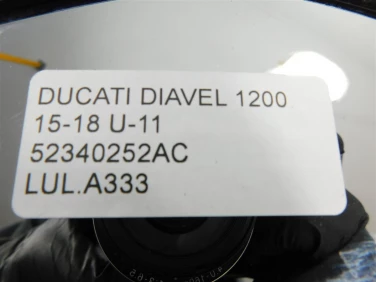 DUCATI DIAVEL 1200
15-18 U-11
52340252AC
LUL.A333